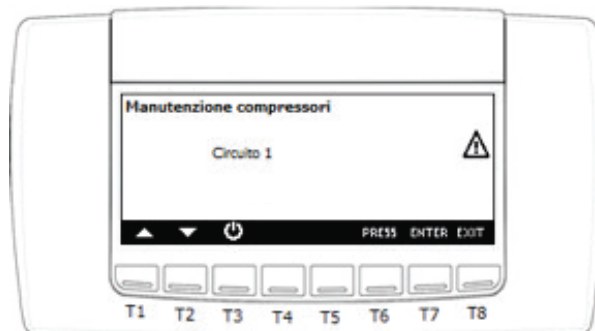 Manutenzione compressori
Circuito 1
PRESS ENTER EXIT
T1 T2 T3 T4 T5 T6 T7 T8